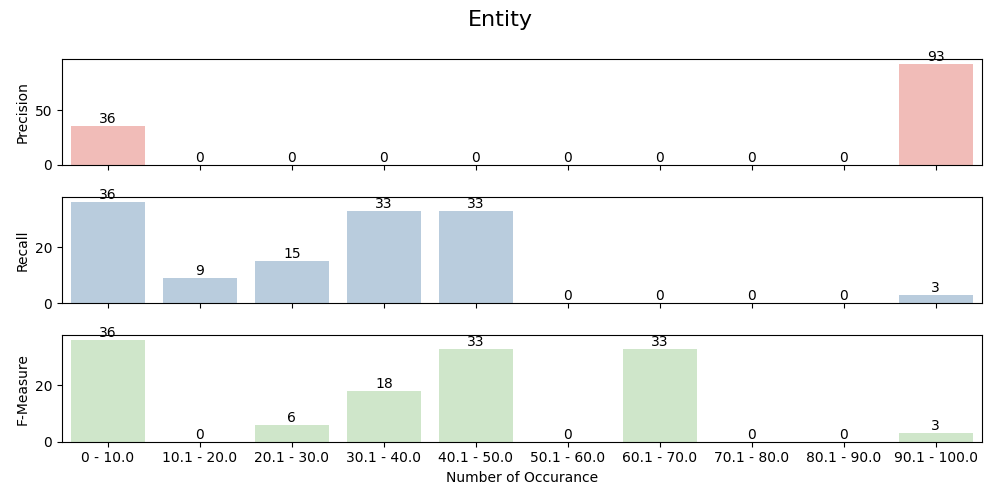 Entity
Precision
50
0
36 0 0 0 0 0 0 0 0 93
Recall
20
0
36 9 15 33 33 0 0 0 0 3
F-Measure
20
0
36 0 6 18 33 0 33 0 0 3
0 - 10.0 10.1 - 20.0 20.1 - 30.0 30.1 - 40.0 40.1 - 50.0 50.1 - 60.0 60.1 - 70.0 70.1 - 80.0 80.1 - 90.0 90.1 - 100.0
Number of Occurance